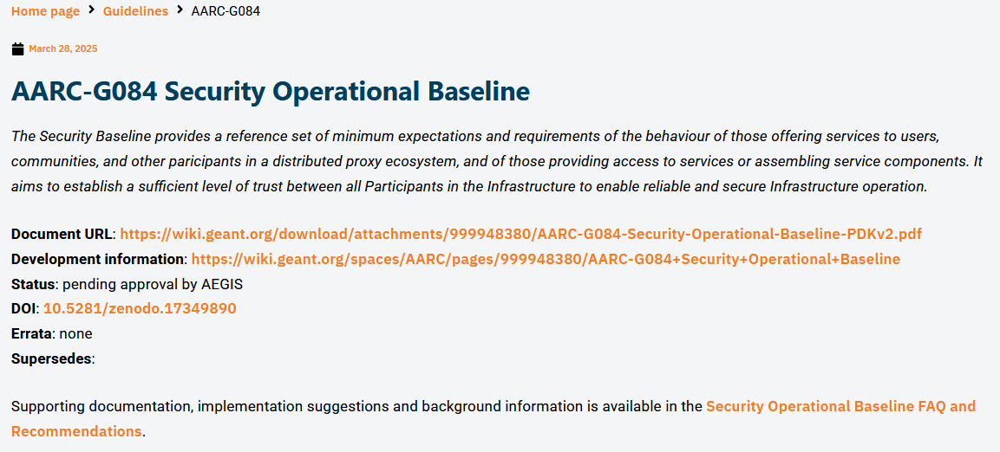 Home page > Guidelines > AARC-G084
March 28, 2025
AARC-G084 Security Operational Baseline
The Security Baseline provides a reference set of minimum expectations and requirements of the behaviour of those offering services to users,
communities, and other paricipants in a distributed proxy ecosystem, and of those providing access to services or assembling service components. It
aims to establish a sufficient level of trust between all Participants in the Infrastructure to enable reliable and secure Infrastructure operation.
Document URL: https://wiki.geant.org/download/attachments/999948380/AARC-G084-Security-Operational-Baseline-PDKv2.pdf
Development information: https://wiki.geant.org/spaces/AARC/pages/999948380/AARC-G084+Security+Operational+Baseline
Status: pending approval by AEGIS
DOI: 10.5281/zenodo.17349890
Errata: none
Supersedes:
Supporting documentation, implementation suggestions and background information is available in the Security Operational Baseline FAQ and
Recommendations.